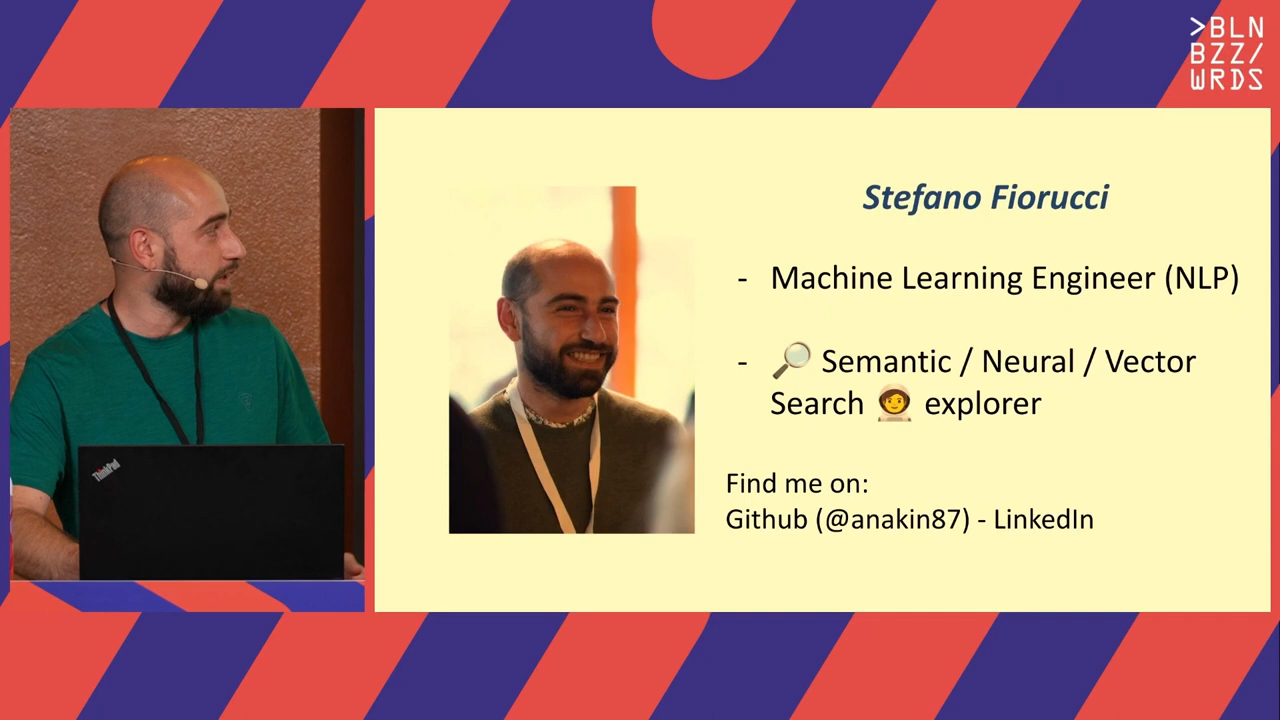 >BLN
BZZ/
WRDS
Stefano Fiorucci
- Machine Learning Engineer (NLP)
- 🔎 Semantic / Neural / Vector
Search 🧑‍🚀 explorer
Find me on:
Github (@anakin87) - LinkedIn
ThinkPad